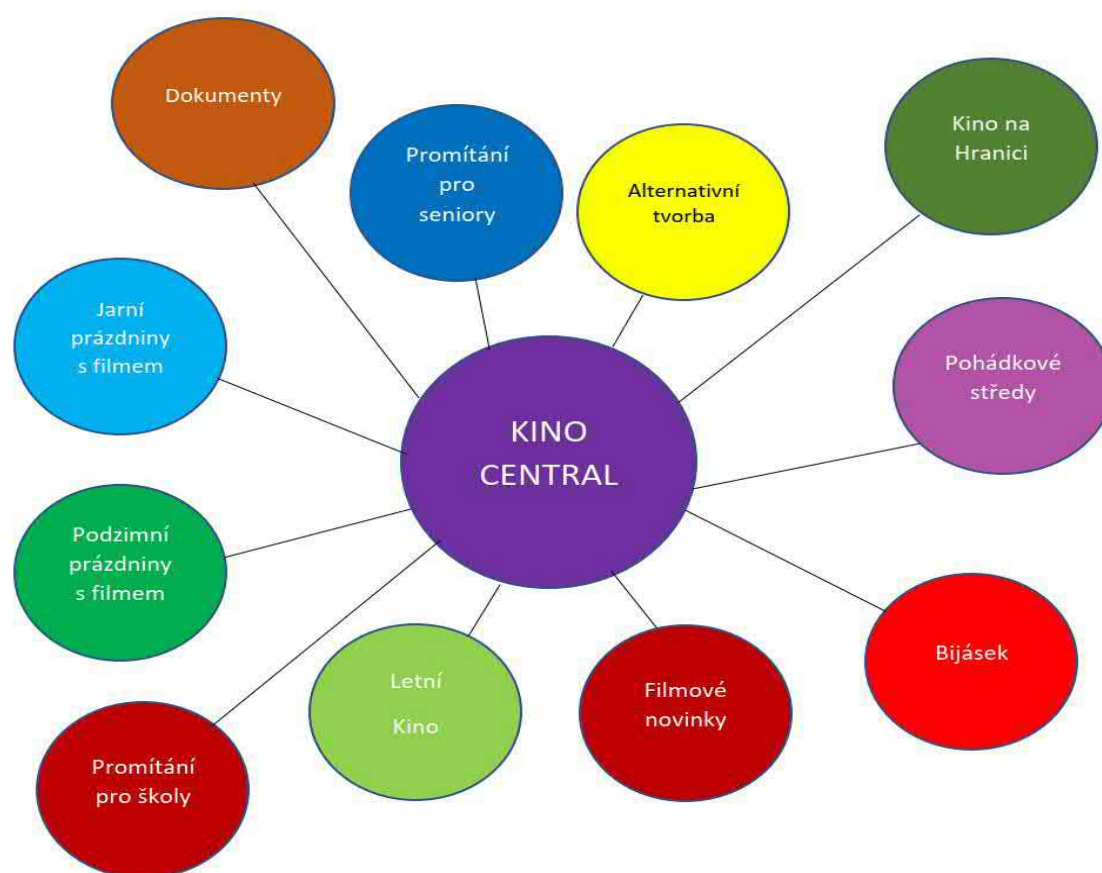 Dokumenty
Promítání
pro
seniory
Alternativní
tvorba
Kino na
Hranici
Jarní
prázdniny
s filmem
Pohádkové
středy
KINO
CENTRAL
Podzimní
prázdniny
s filmem
Bijásek
Letní
Kino
Filmové
novinky
Promítání
pro školy